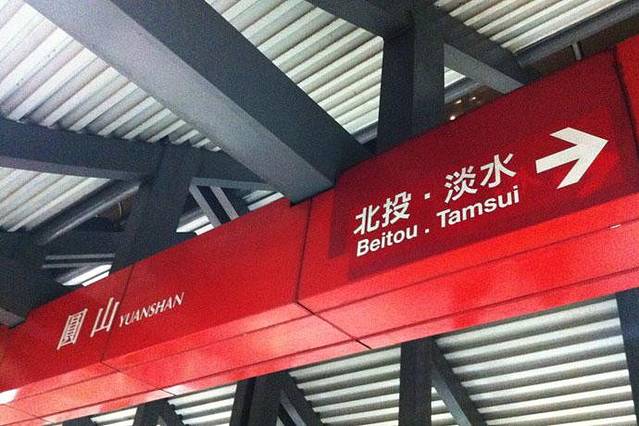 圓山 YUANSHAN
北投.淡水 →
Beitou . Tamsui